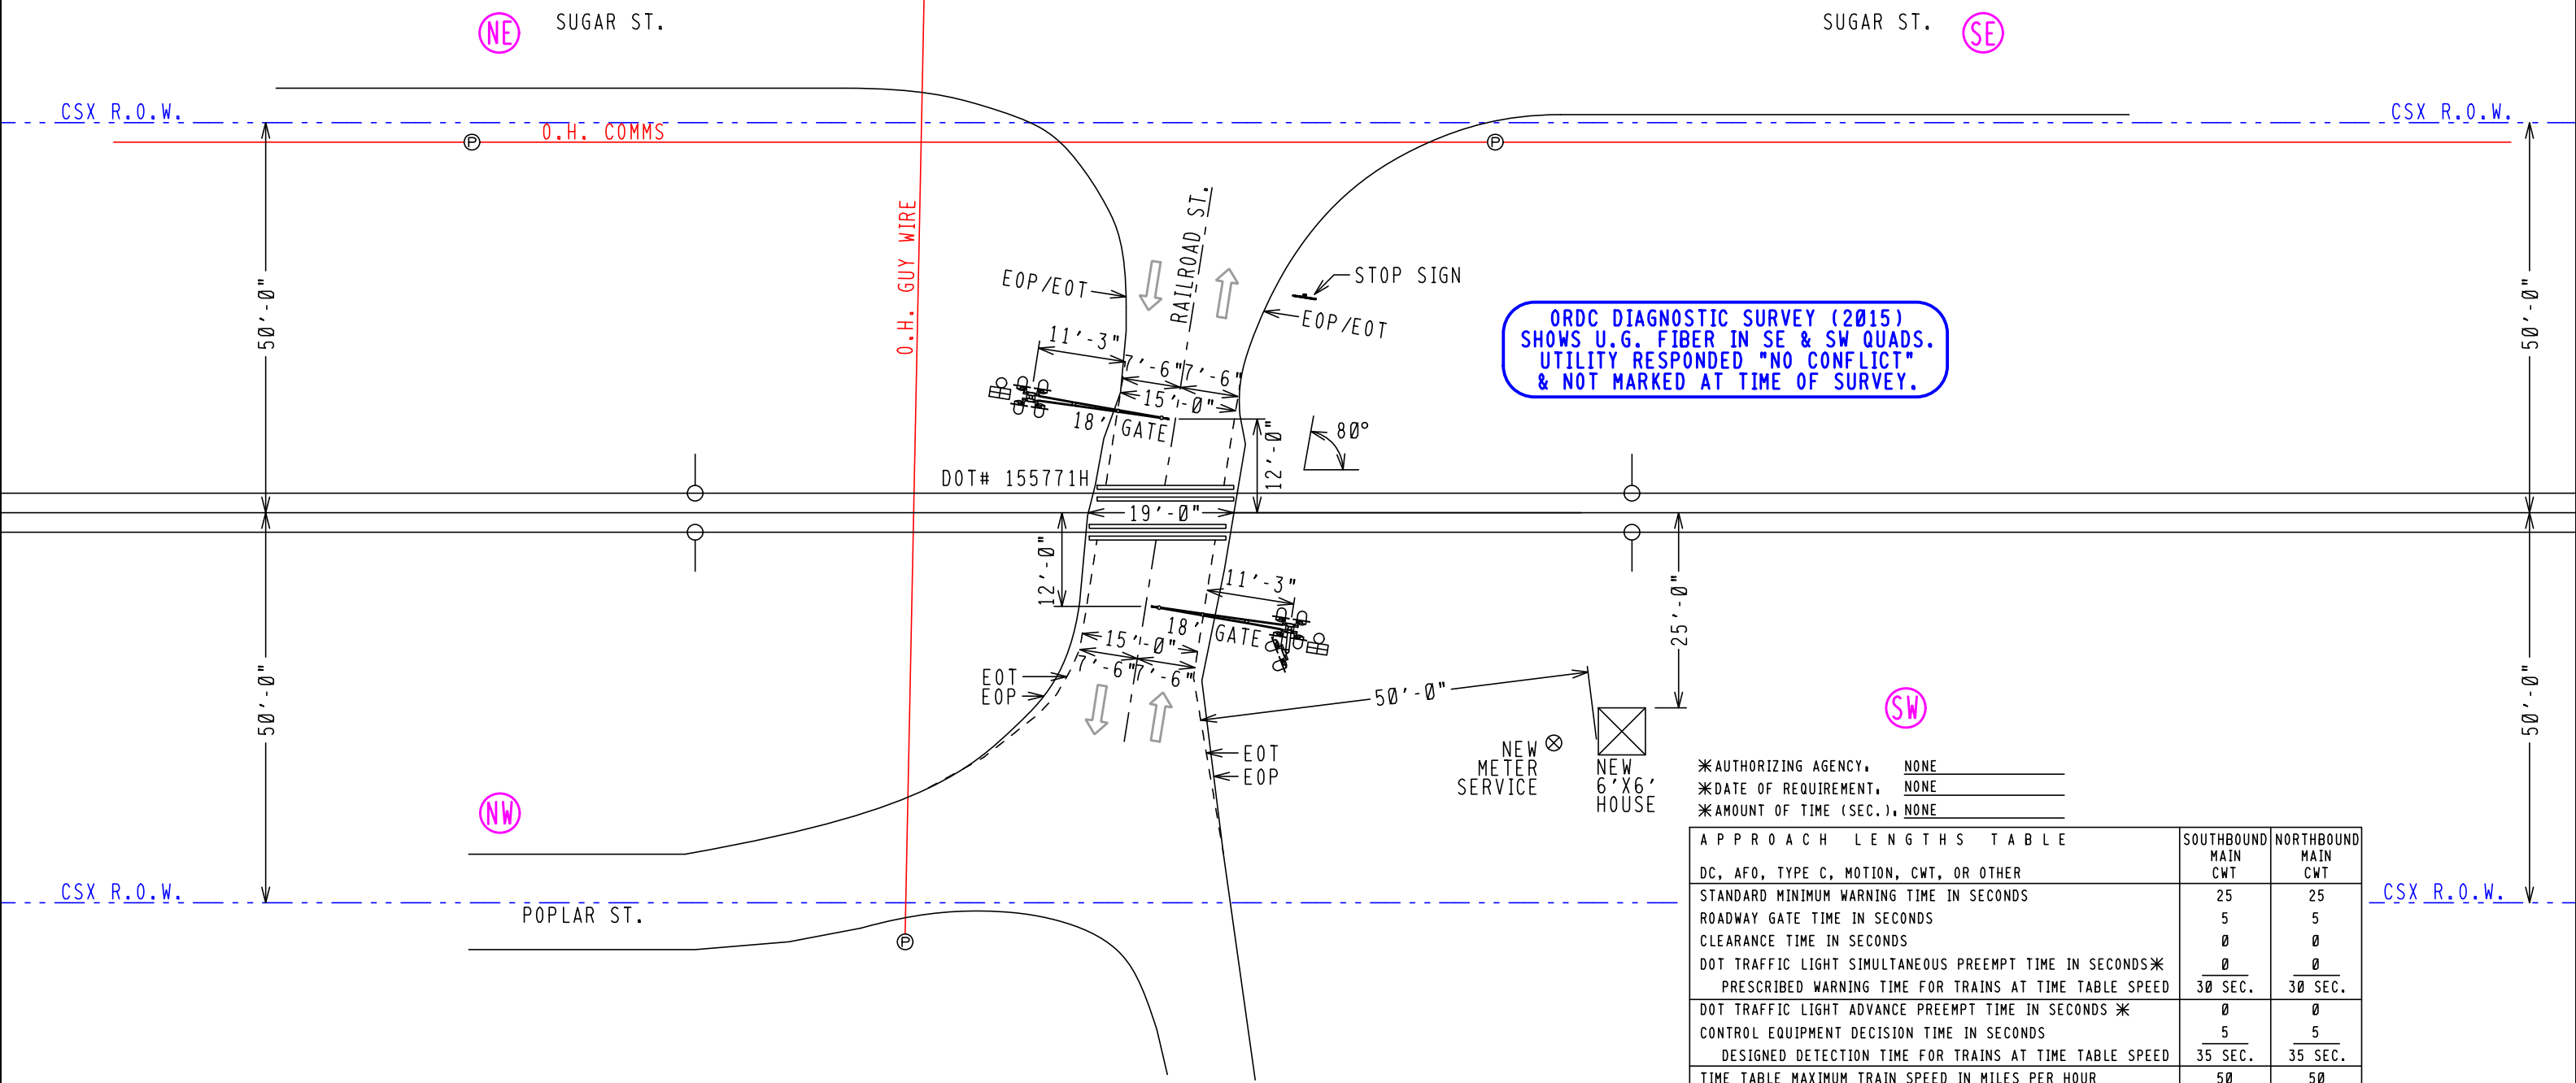 NE
SUGAR ST.
SUGAR ST.
SE
CSX R.O.W.
CSX R.O.W.
O.H. COMMS
P
P
RAILROAD ST.
O.H. GUY WIRE
EOP/EOT
STOP SIGN
EOP/EOT
50'-0"
50'-0"
ORDC DIAGNOSTIC SURVEY (2015)
SHOWS U.G. FIBER IN SE & SW QUADS.
UTILITY RESPONDED "NO CONFLICT"
& NOT MARKED AT TIME OF SURVEY.
11'-3"
7'-6" 7'-6"
15'-0"
18' GATE
12'-0"
80°
DOT# 155771H
19'-0"
12'-0"
11'-3"
18' GATE
15'-0"
7'-6" 7'-6"
25'-0"
EOT
EOP
50'-0"
50'-0"
50'-0"
SW
EOT
EOP
NEW
METER
SERVICE
NEW
6'X6'
HOUSE
NW
*AUTHORIZING AGENCY. NONE
*DATE OF REQUIREMENT. NONE
*AMOUNT OF TIME (SEC.). NONE
APPROACH LENGTHS TABLE SOUTHBOUND NORTHBOUND
MAIN MAIN
DC, AFO, TYPE C, MOTION, CWT, OR OTHER CWT CWT
STANDARD MINIMUM WARNING TIME IN SECONDS 25 25
ROADWAY GATE TIME IN SECONDS 5 5
CLEARANCE TIME IN SECONDS 0 0
DOT TRAFFIC LIGHT SIMULTANEOUS PREEMPT TIME IN SECONDS* 0 0
PRESCRIBED WARNING TIME FOR TRAINS AT TIME TABLE SPEED 30 SEC. 30 SEC.
DOT TRAFFIC LIGHT ADVANCE PREEMPT TIME IN SECONDS * 0 0
CONTROL EQUIPMENT DECISION TIME IN SECONDS 5 5
DESIGNED DETECTION TIME FOR TRAINS AT TIME TABLE SPEED 35 SEC. 35 SEC.
TIME TABLE MAXIMUM TRAIN SPEED IN MILES PER HOUR 50 50
CSX R.O.W.
CSX R.O.W.
POPLAR ST.
P